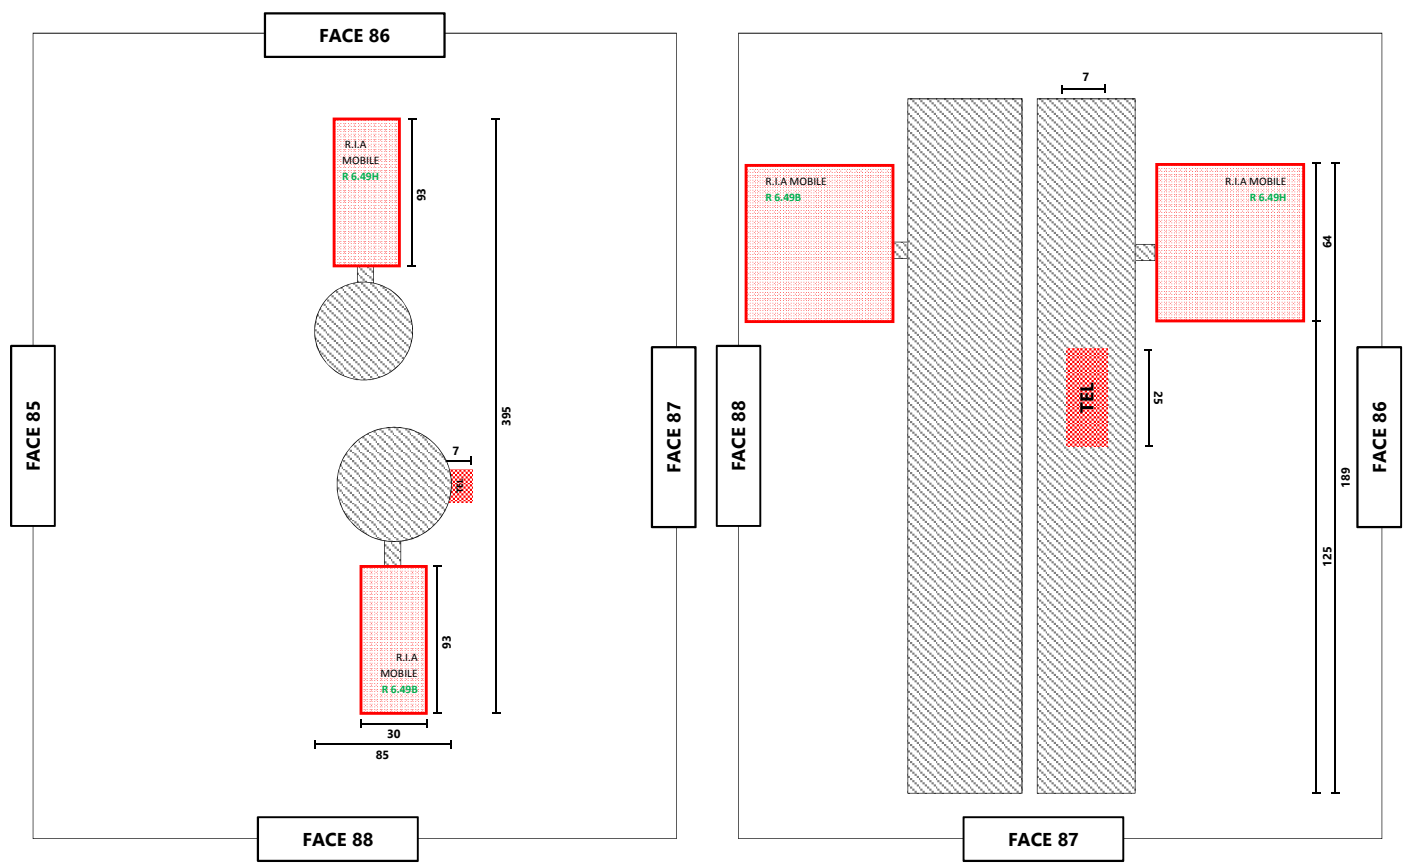 FACE 86
R.I.A
MOBILE
R 6.49H
93
395
FACE 85
FACE 87
7
TEL
93
R.I.A
MOBILE
R 6.49B
30
85
FACE 88
7
R.I.A MOBILE
R 6.49B
R.I.A MOBILE
R 6.49H
64
TEL
25
FACE 88
FACE 86
189
125
FACE 87